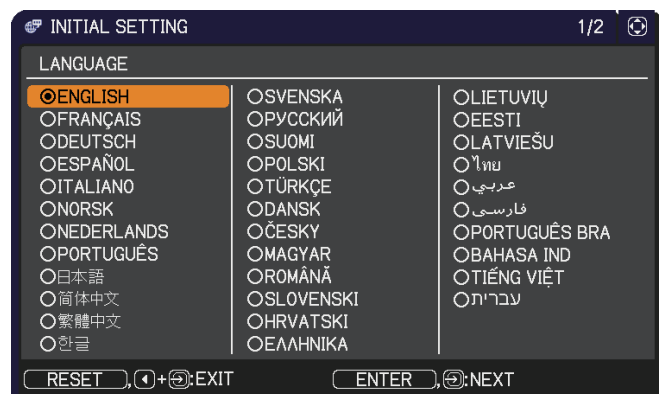 INITIAL SETTING 1/2
LANGUAGE
ENGLISH
FRANÇAIS
DEUTSCH
ESPAÑOL
ITALIANO
NORSK
NEDERLANDS
PORTUGUÊS
日本語
简体中文
繁體中文
한글
SVENSKA
РУССКИЙ
SUOMI
POLSKI
TÜRKÇE
DANSK
ČESKY
MAGYAR
ROMÂNĂ
SLOVENSKI
HRVATSKI
ΕΛΛΗΝΙΚΑ
LIETUVIŲ
EESTI
LATVIEŠU
ไทย
عربي
فارسی
PORTUGUÊS BRA
BAHASA IND
TIẾNG VIỆT
עברית
RESET ,+:EXIT ENTER ,:NEXT